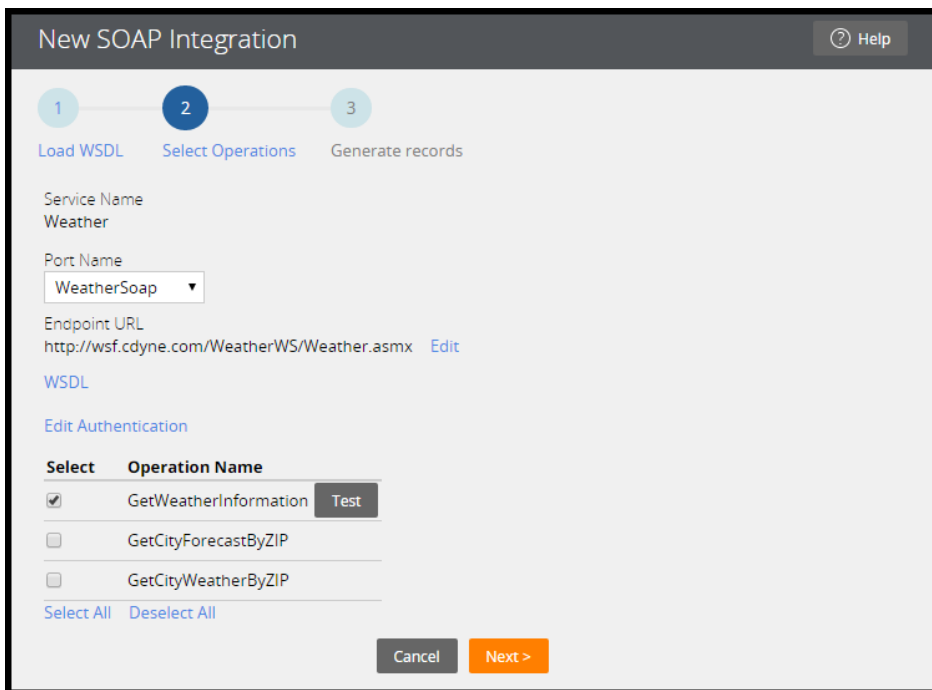 New SOAP Integration
Help
1 2 3
Load WSDL Select Operations Generate records
Service Name
Weather
Port Name
WeatherSoap
Endpoint URL
http://wsf.cdyne.com/WeatherWS/Weather.asmx Edit
WSDL
Edit Authentication
Select Operation Name
GetWeatherInformation Test
GetCityForecastByZIP
GetCityWeatherByZIP
Select All Deselect All
Cancel Next >